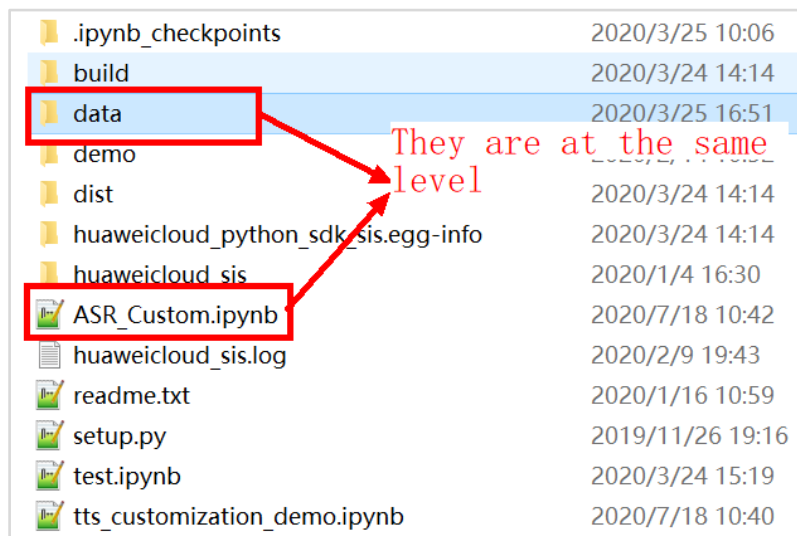 .ipynb_checkpoints 2020/3/25 10:06
build 2020/3/24 14:14
data 2020/3/25 16:51
They are at the same
demo
level
dist 2020/3/24 14:14
huaweicloud_python_sdk_sis.egg-info 2020/3/24 14:14
huaweicloud_sis 2020/1/4 16:30
ASR_Custom.ipynb 2020/7/18 10:42
huaweicloud_sis.log 2020/2/9 19:43
readme.txt 2020/1/16 10:59
setup.py 2019/11/26 19:16
test.ipynb 2020/3/24 15:19
tts_customization_demo.ipynb 2020/7/18 10:40